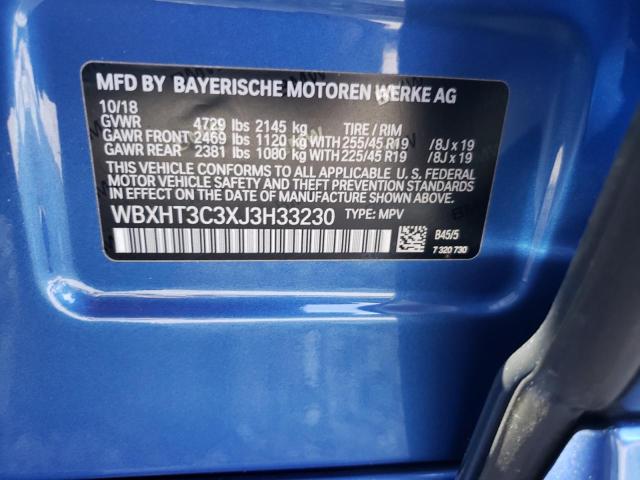 MFD BY BAYERISCHE MOTOREN WERKE AG
10/18
GVWR 4729 lbs 2145 kg TIRE / RIM
GAWR FRONT 2469 lbs 1120 kg WITH 255/45 R19 /8J x 19
GAWR REAR 2381 lbs 1080 kg WITH 225/45 R19 /8J x 19
THIS VEHICLE CONFORMS TO ALL APPLICABLE U. S. FEDERAL
MOTOR VEHICLE SAFETY AND THEFT PREVENTION
STANDARDS IN EFFECT ON THE DATE OF MANUFACTURE SHOWN ABOVE.
WBXHT3C3XJ3H33230 TYPE: MPV
B45/5
7 320 730